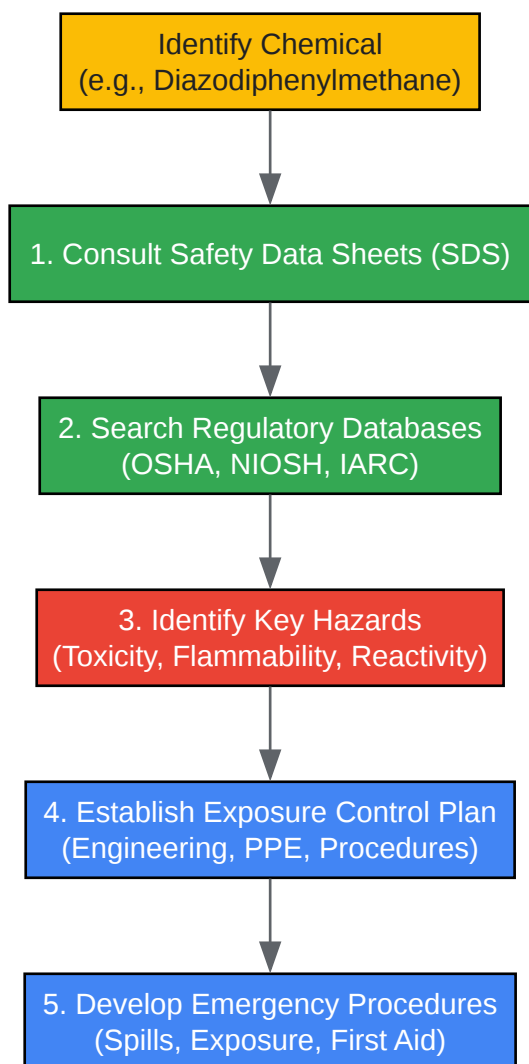 Identify Chemical
(e.g., Diazodiphenylmethane)
1. Consult Safety Data Sheets (SDS)
2. Search Regulatory Databases
(OSHA, NIOSH, IARC)
3. Identify Key Hazards
(Toxicity, Flammability, Reactivity)
4. Establish Exposure Control Plan
(Engineering, PPE, Procedures)
5. Develop Emergency Procedures
(Spills, Exposure, First Aid)